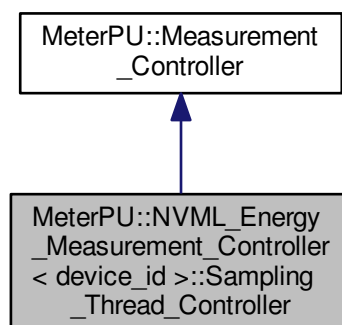 MeterPU::Measurement
_Controller
MeterPU::NVML_Energy
_Measurement_Controller
< device_id >::Sampling
_Thread_Controller